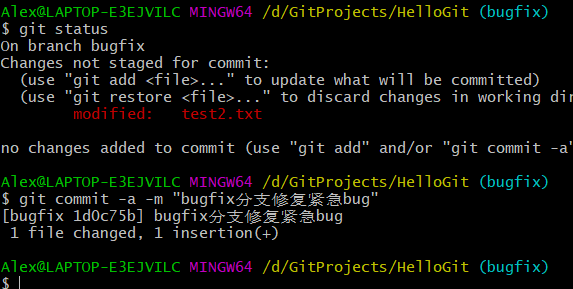 Alex@LAPTOP-E3EJVILC MINGW64 /d/GitProjects/HelloGit (bugfix)
$ git status
On branch bugfix
Changes not staged for commit:
  (use "git add <file>..." to update what will be committed)
  (use "git restore <file>..." to discard changes in working dir
        modified:   test2.txt

no changes added to commit (use "git add" and/or "git commit -a"

Alex@LAPTOP-E3EJVILC MINGW64 /d/GitProjects/HelloGit (bugfix)
$ git commit -a -m "bugfix分支修复紧急bug"
[bugfix 1d0c75b] bugfix分支修复紧急bug
 1 file changed, 1 insertion(+)

Alex@LAPTOP-E3EJVILC MINGW64 /d/GitProjects/HelloGit (bugfix)
$